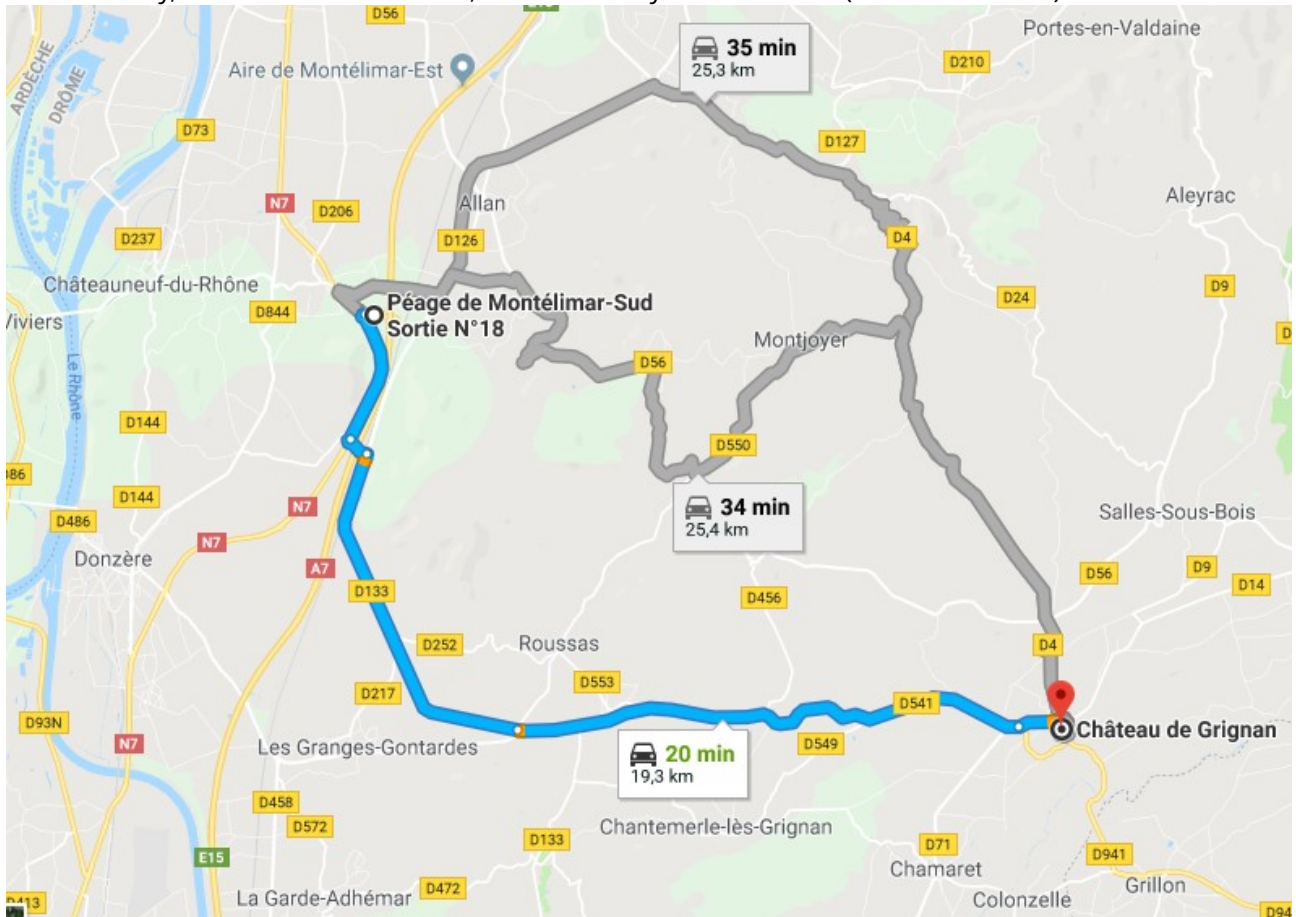 D56
35 min
25,3 km
Portes-en-Valdaine
D210
Aire de Montélimar-Est
ARDÈCHE
DRÔME
D73
D127
Aleyrac
N7
D206
Allan
D237
D126
D4
Châteauneuf-du-Rhône
D24
D9
D844
Péage de Montélimar-Sud
Sortie N°18
Viviers
Montjoyer
Le Rhône
D56
D144
D550
D86
D144
34 min
25,4 km
N7
D486
Salles-Sous-Bois
N7
Donzère
A7
D56
D9
D14
D133
D456
D252
Roussas
D4
D217
D553
D541
D93N
N7
Les Granges-Gontardes
20 min
19,3 km
D549
Château de Grignan
D458
D572
Chantemerle-lès-Grignan
D133
E15
D71
D941
Chamaret
Grillon
D472
La Garde-Adhémar
Colonzelle
D413
D94